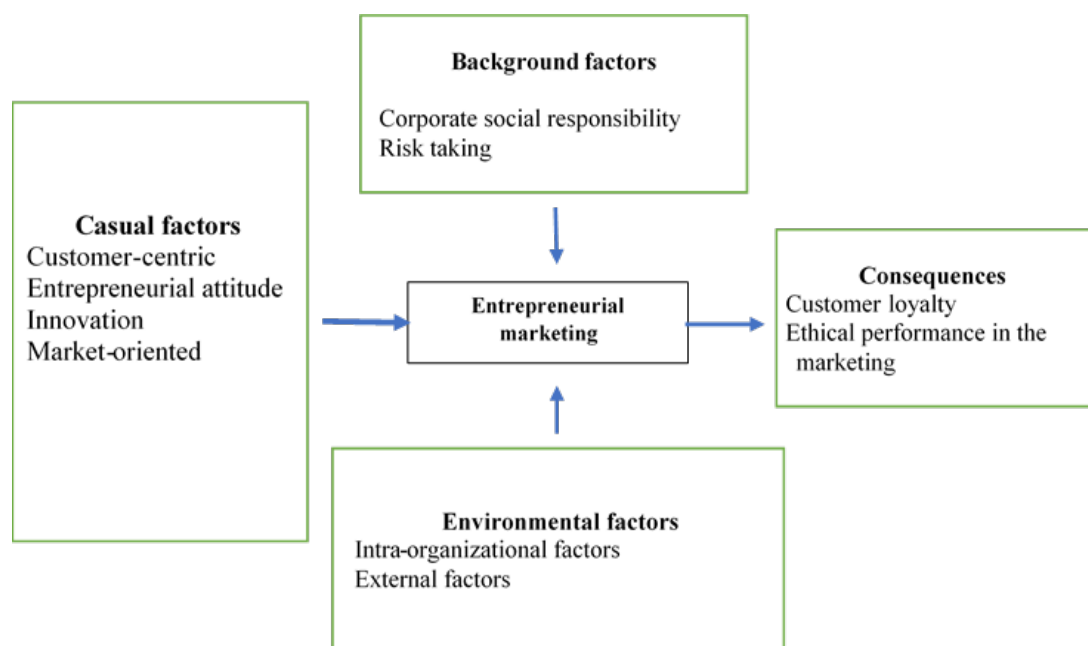 Background factors
Corporate social responsibility
Risk taking
Casual factors
Customer-centric
Entrepreneurial attitude
Innovation
Market-oriented
Entrepreneurial
marketing
Consequences
Customer loyalty
Ethical performance in the
marketing
Environmental factors
Intra-organizational factors
External factors